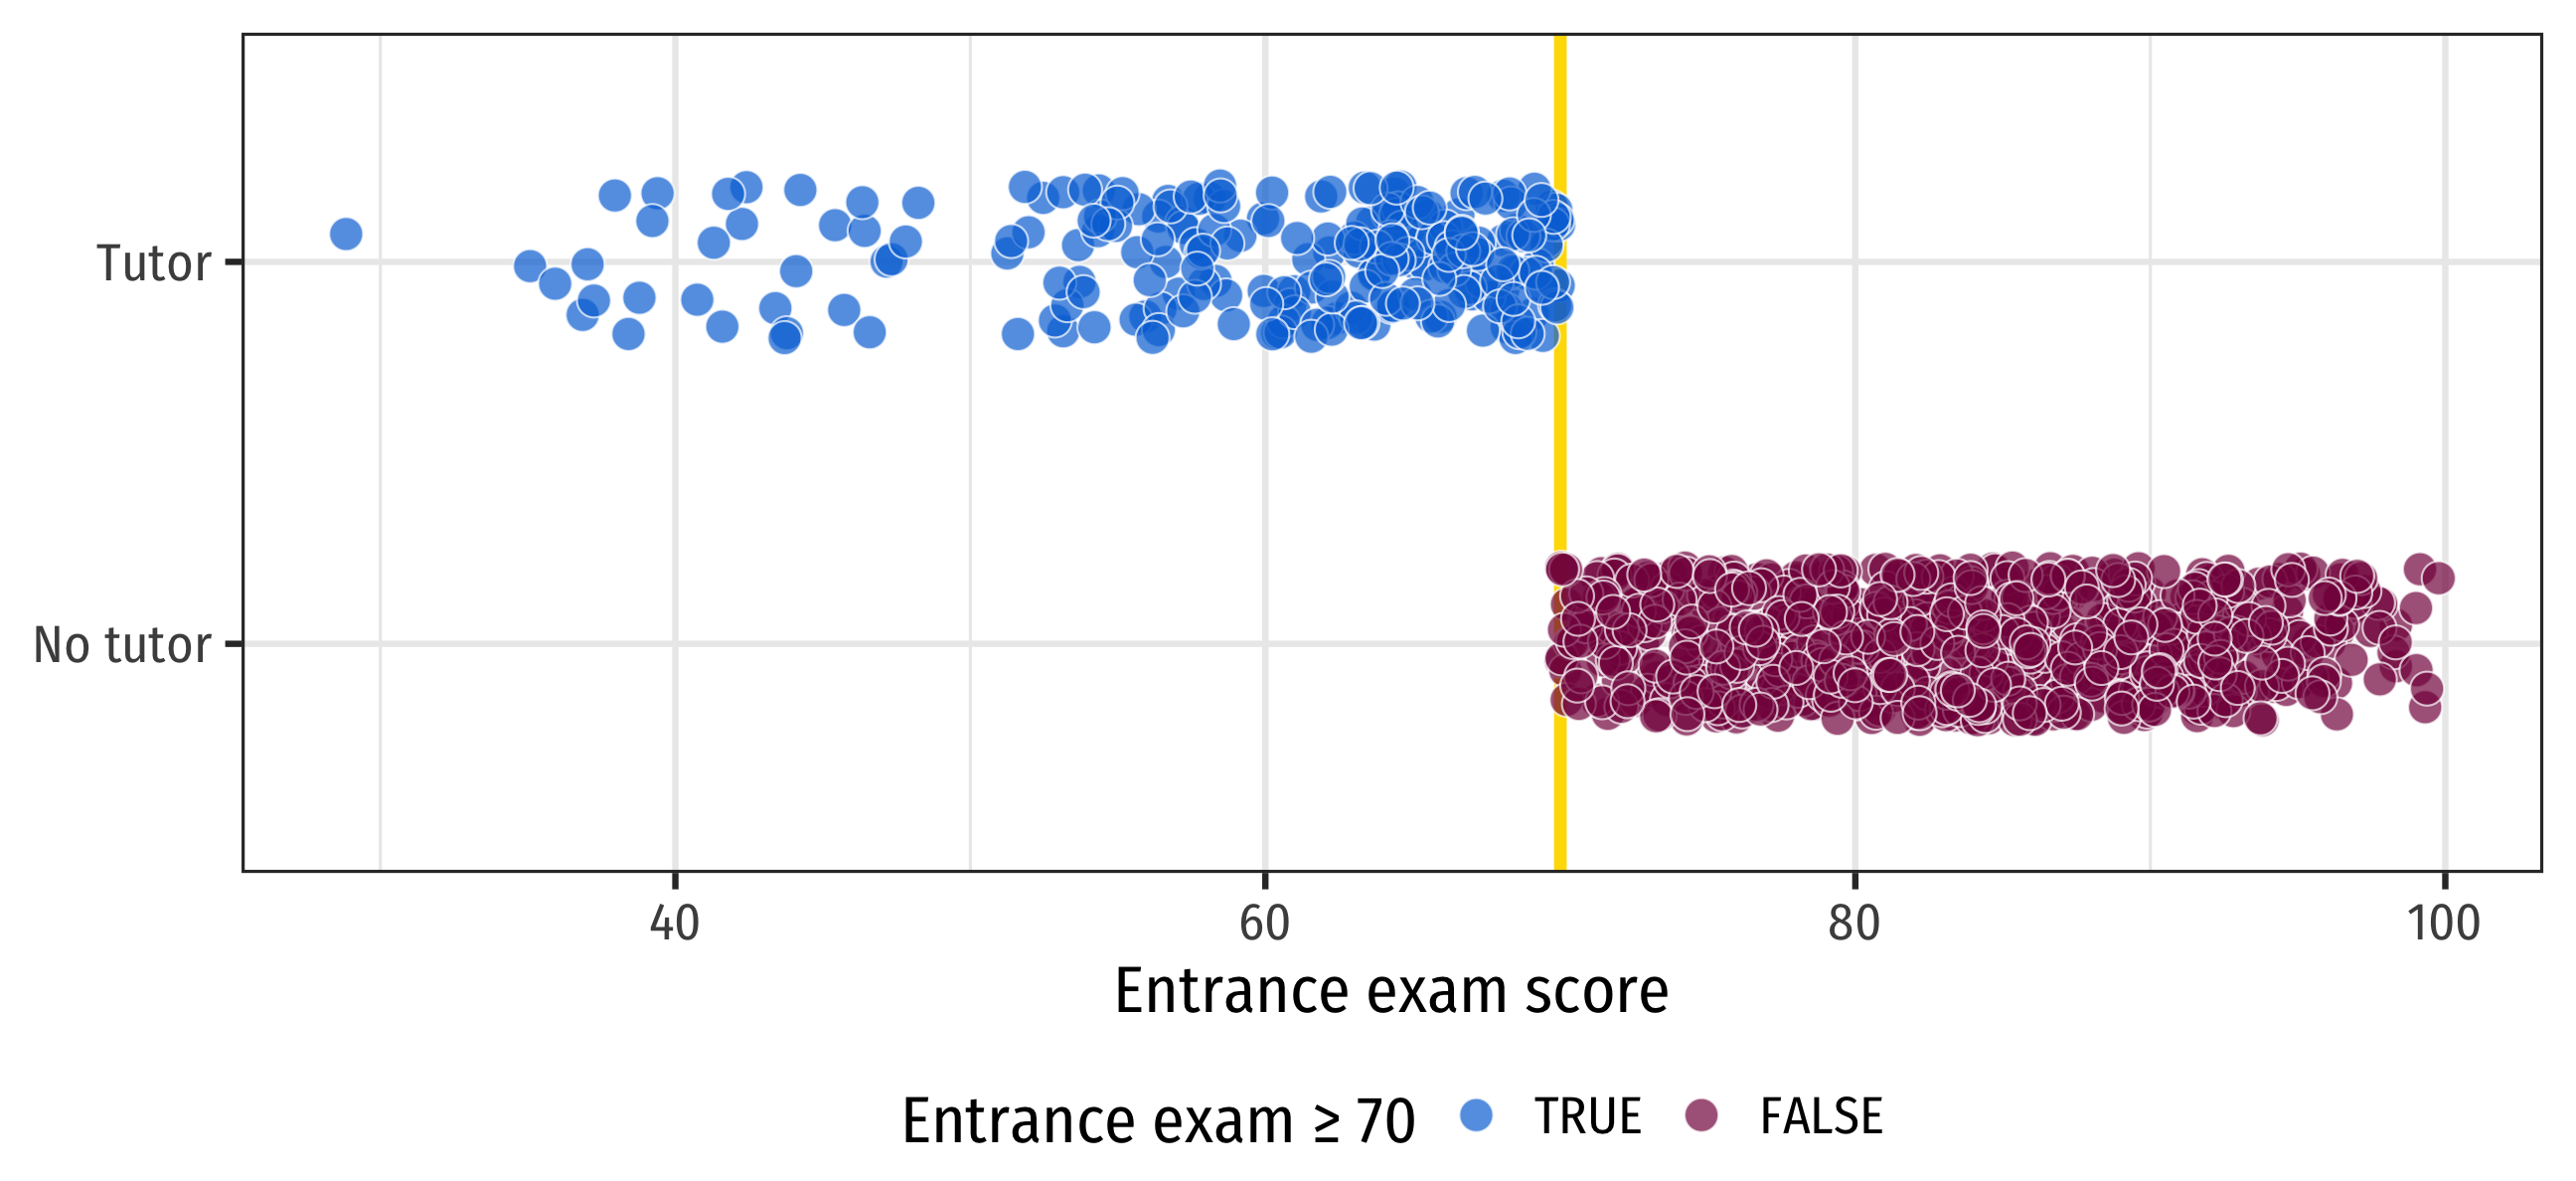 Tutor
No tutor
40 60 80 100
Entrance exam score
Entrance exam ≥ 70 TRUE FALSE